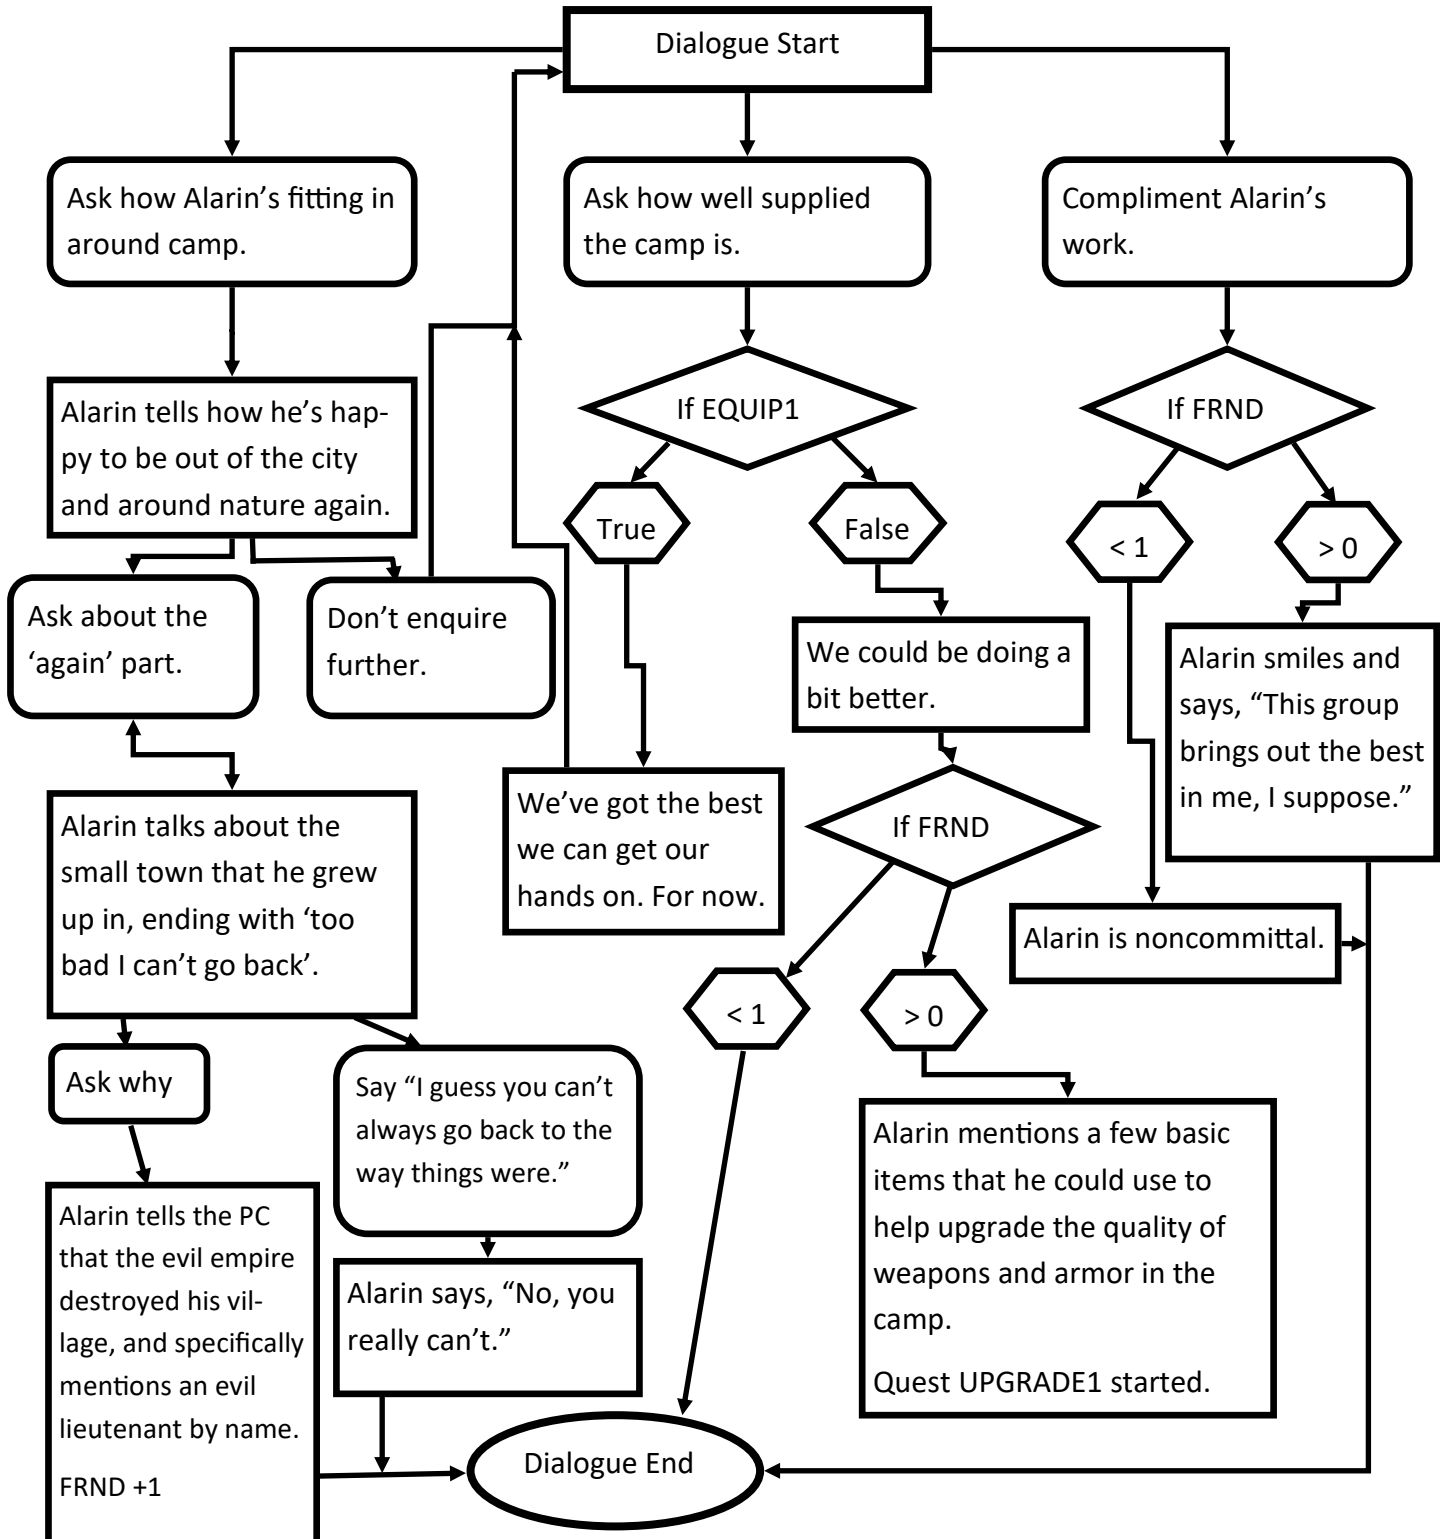 Dialogue Start
Ask how Alarin’s fitting in
around camp.
Ask how well supplied
the camp is.
Compliment Alarin’s
work.
Alarin tells how he’s hap-
py to be out of the city
and around nature again.
If EQUIP1
If FRND
True
False
< 1
> 0
Ask about the
‘again’ part.
Don’t enquire
further.
We could be doing a
bit better.
Alarin smiles and
says, “This group
brings out the best
in me, I suppose.”
We’ve got the best
we can get our
hands on. For now.
Alarin talks about the
small town that he grew
up in, ending with ‘too
bad I can’t go back’.
If FRND
Alarin is noncommittal.
< 1
> 0
Ask why
Say “I guess you can’t
always go back to the
way things were.”
Alarin mentions a few basic
items that he could use to
help upgrade the quality of
weapons and armor in the
camp.
Quest UPGRADE1 started.
Alarin tells the PC
that the evil empire
destroyed his vil-
lage, and specifically
mentions an evil
lieutenant by name.
FRND +1
Alarin says, “No, you
really can’t.”
Dialogue End